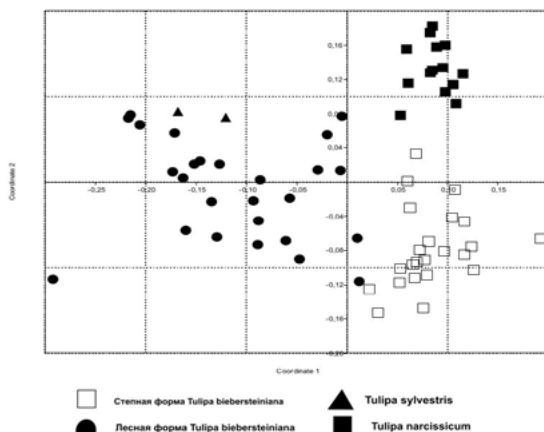 Coordinate 2
0,16
0,12
0,08
0,04
-0,25 -0,20 -0,15 -0,10 -0,05 0,05 0,10 0,15
-0,04
-0,08
-0,12
-0,16
-0,20
Coordinate 1
Степная форма Tulipa biebersteiniana
Tulipa sylvestris
Лесная форма Tulipa biebersteiniana
Tulipa narcissicum